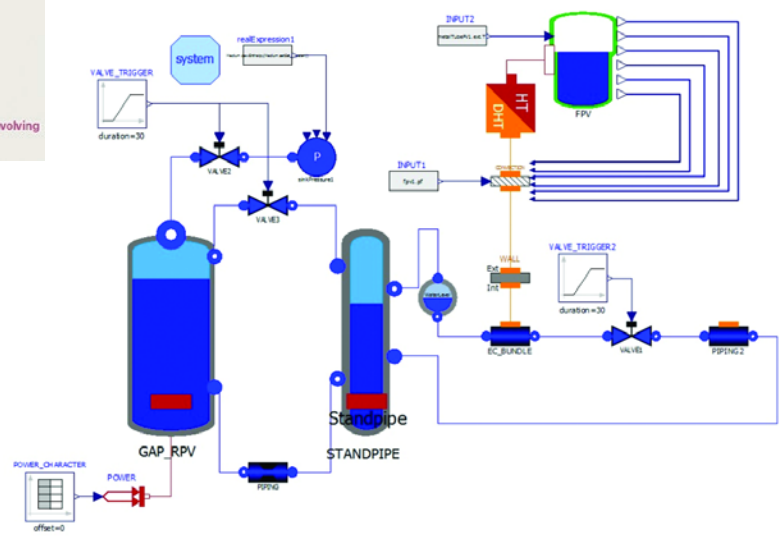 volving
system
realExpression1
VALVE_TRIGGER
duration=30
VALVE2
P
VALVE3
INPUT2
FPV
HT
DHT
INPUT1
WALL
Ext
Int
EC_BUNDLE
VALVE_TRIGGER2
duration=30
VALVE1
PIPING2
Standpipe
STANDPIPE
GAP_RPV
PIPING
POWER_CHARACTER
POWER
offset=0